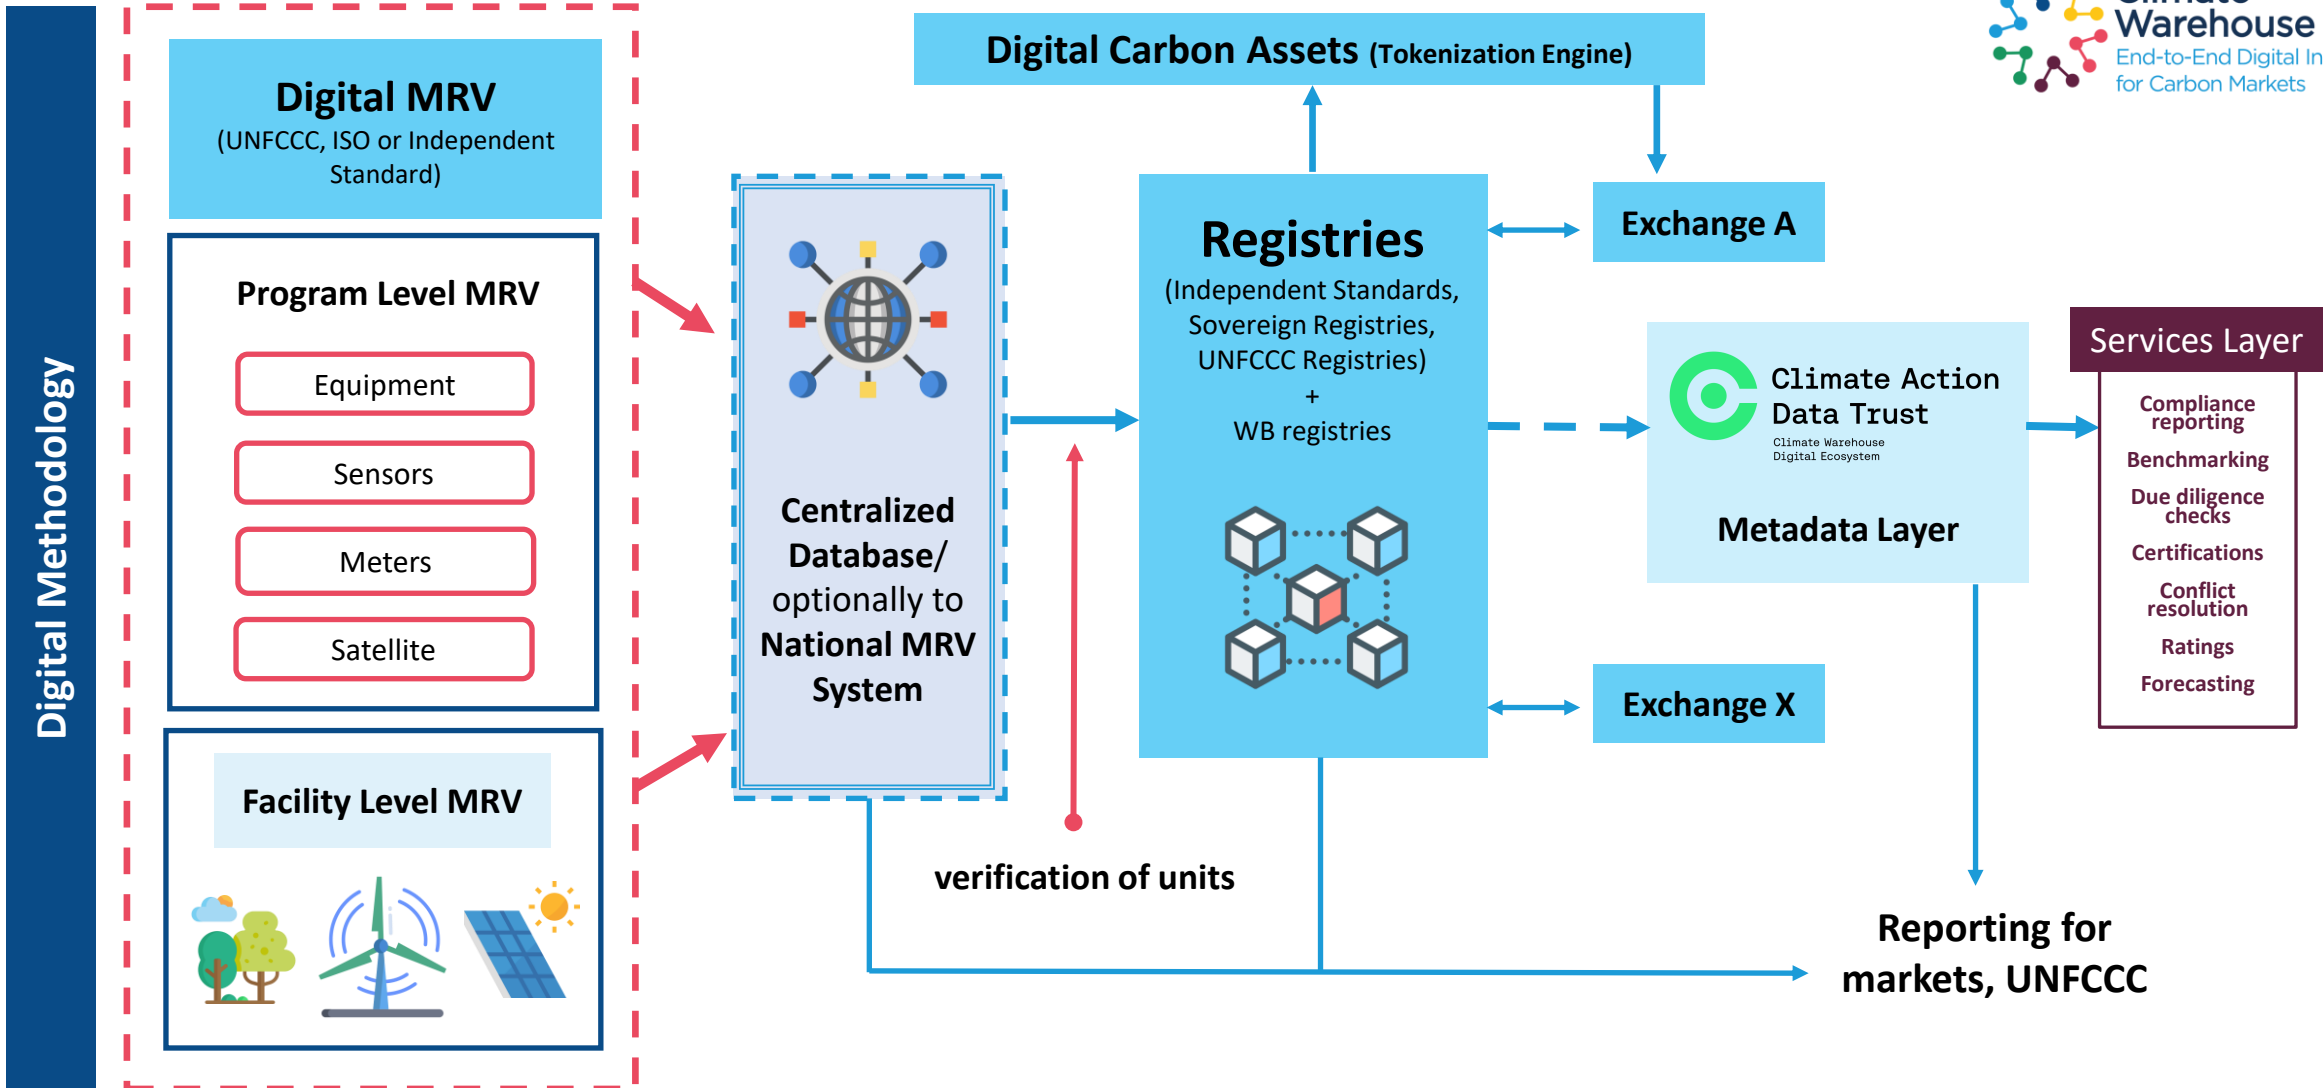 Digital Methodology
Digital MRV
(UNFCCC, ISO or Independent
Standard)
Program Level MRV
Equipment
Sensors
Meters
Satellite
Facility Level MRV
Centralized
Database/
optionally to
National MRV
System
verification of units
Digital Carbon Assets (Tokenization Engine)
Registries
(Independent Standards,
Sovereign Registries,
UNFCCC Registries)
+
WB registries
Exchange A
Exchange X
Climate Action
Data Trust
Climate Warehouse
Digital Ecosystem
Metadata Layer
Climate
Warehouse
End-to-End Digital
for Carbon Markets
Services Layer
Compliance
reporting
Benchmarking
Due diligence
checks
Certifications
Conflict
resolution
Ratings
Forecasting
Reporting for
markets, UNFCCC